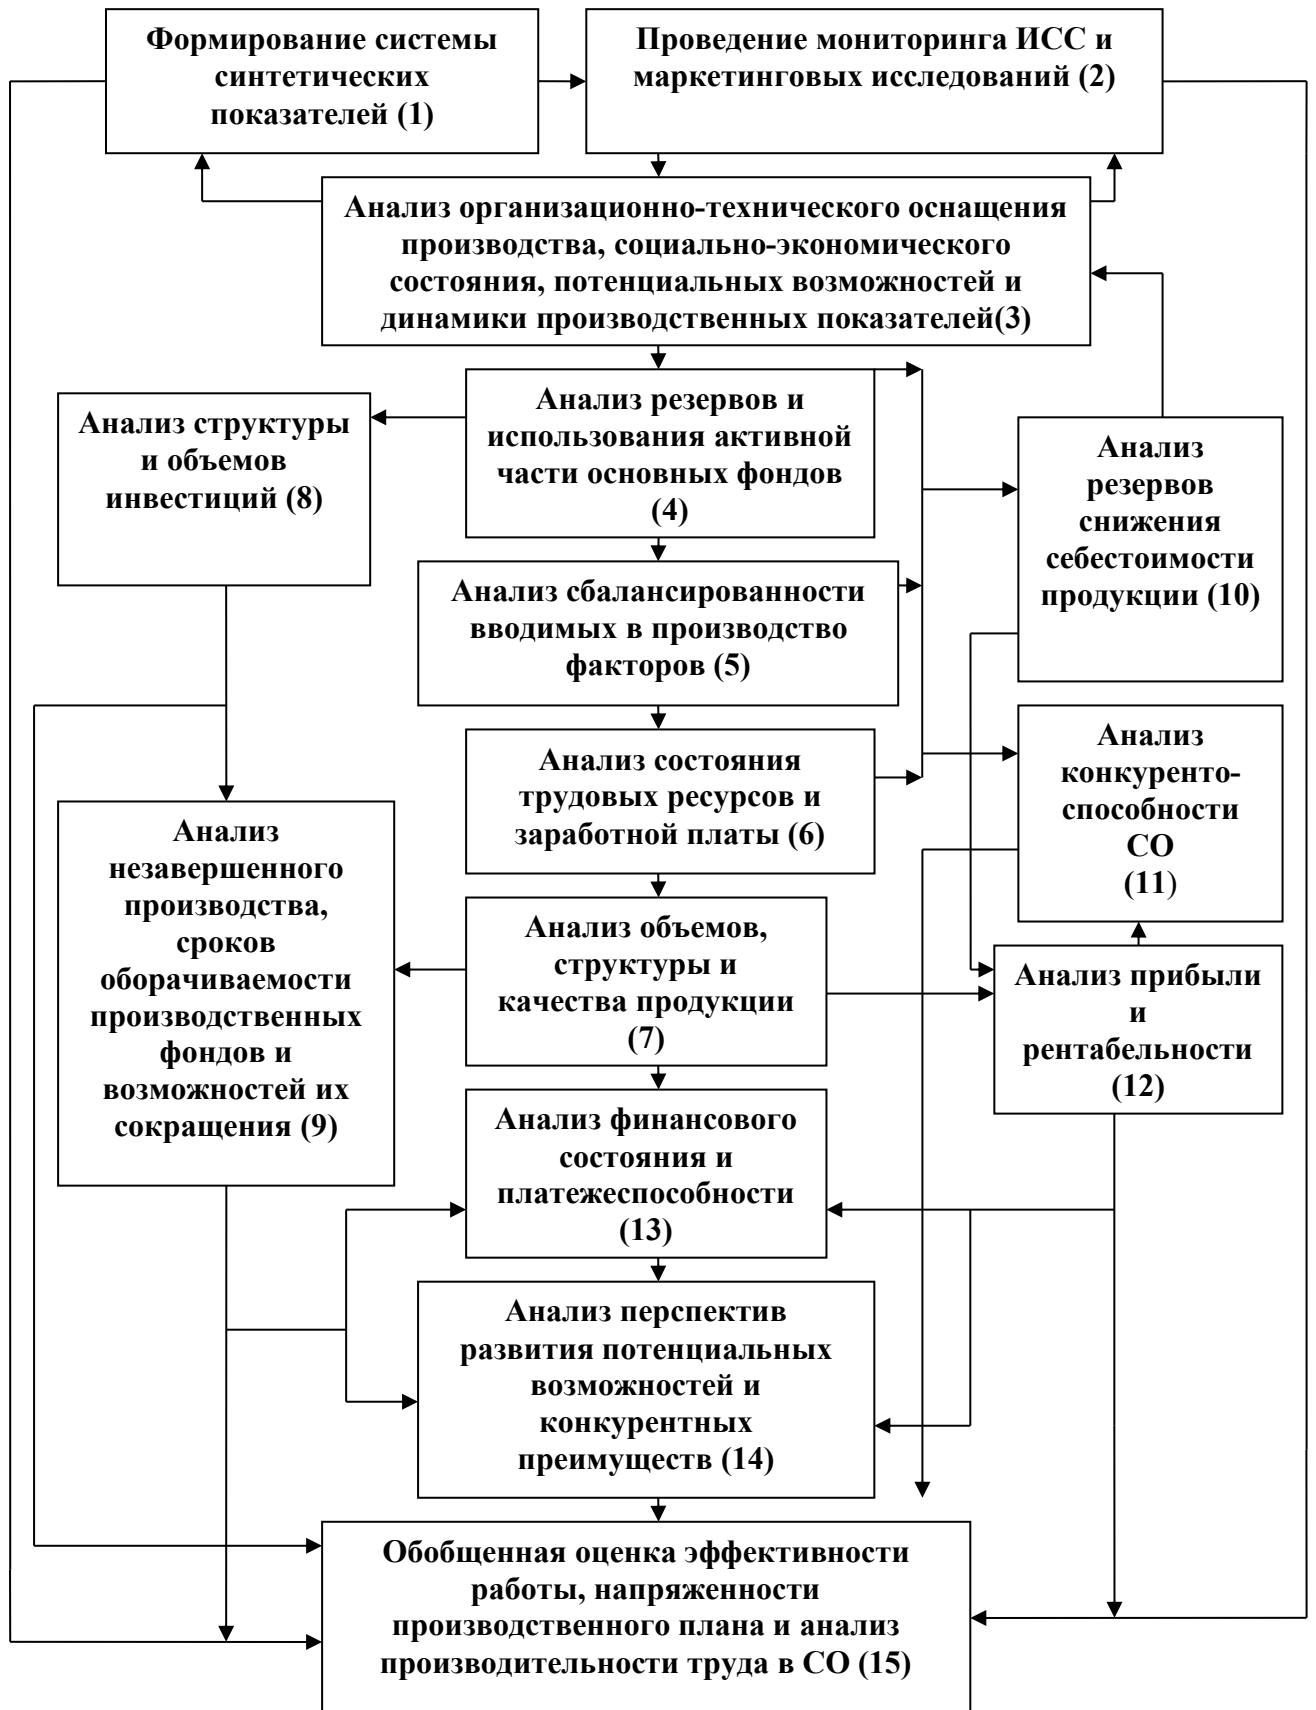 Формирование системы
синтетических
показателей (1)
Проведение мониторинга ИСС и
маркетинговых исследований (2)
Анализ организационно-технического оснащения
производства, социально-экономического
состояния, потенциальных возможностей и
динамики производственных показателей(3)
Анализ резервов и
использования активной
части основных фондов
(4)
Анализ структуры
и объемов
инвестиций (8)
Анализ
резервов
снижения
себестоимости
продукции (10)
Анализ сбалансированности
вводимых в производство
факторов (5)
Анализ состояния
трудовых ресурсов и
заработной платы (6)
Анализ
конкуренто-
способности
СО
(11)
Анализ
незавершенного
производства,
сроков
оборачиваемости
производственных
фондов и
возможностей их
сокращения (9)
Анализ объемов,
структуры и
качества продукции
(7)
Анализ прибыли
и
рентабельности
(12)
Анализ финансового
состояния и
платежеспособности
(13)
Анализ перспектив
развития потенциальных
возможностей и
конкурентных
преимуществ (14)
Обобщенная оценка эффективности
работы, напряженности
производственного плана и анализ
производительности труда в СО (15)